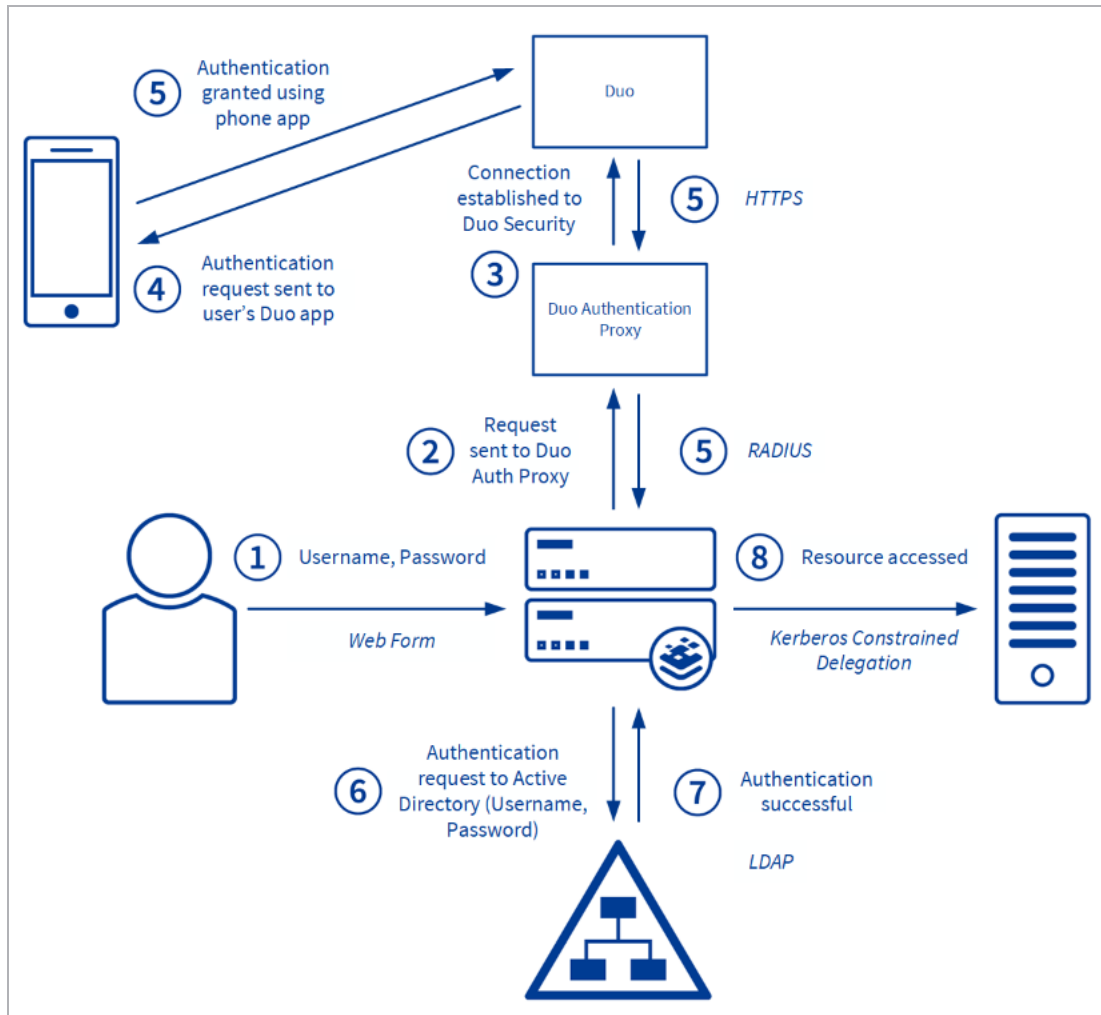 5
Authentication
granted using
phone app
Duo
Connection
established to
Duo Security
5
HTTPS
4
Authentication
request sent to
user's Duo app
3
Duo Authentication
Proxy
2
Request
sent to Duo
Auth Proxy
5
RADIUS
1
Username, Password
Web Form
8
Resource accessed
Kerberos Constrained
Delegation
6
Authentication
request to Active
Directory (Username,
Password)
7
Authentication
successful
LDAP